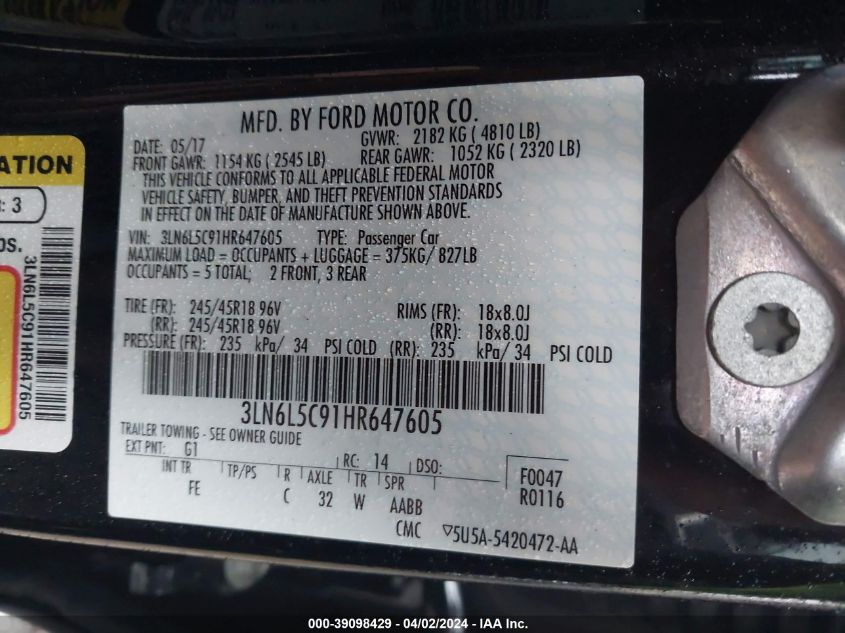 MFD. BY FORD MOTOR CO.
DATE: 05/17 GVWR: 2182 KG ( 4810 LB)
FRONT GAWR: 1154 KG ( 2545 LB) REAR GAWR: 1052 KG ( 2320 LB)
THIS VEHICLE CONFORMS TO ALL APPLICABLE FEDERAL MOTOR
VEHICLE SAFETY, BUMPER, AND THEFT PREVENTION STANDARDS
IN EFFECT ON THE DATE OF MANUFACTURE SHOWN ABOVE.
VIN: 3LN6L5C91HR647605 TYPE: Passenger Car
MAXIMUM LOAD = OCCUPANTS + LUGGAGE = 375KG/ 827LB
OCCUPANTS = 5 TOTAL; 2 FRONT, 3 REAR
TIRE (FR): 245/45R18 96V RIMS (FR): 18x8.0J
(RR): 245/45R18 96V (RR): 18x8.0J
PRESSURE (FR): 235 kPa/ 34 PSI COLD (RR): 235 kPa/ 34 PSI COLD
3LN6L5C91HR647605
TRAILER TOWING - SEE OWNER GUIDE
EXT PNT: G1 RC: 14 DSO:
INT TR TP/PS R AXLE TR SPR
FE C 32 W AABB
CMC
F0047
R0116
▽5U5A-5420472-AA
ATION
: 3
3LN6L5C91HR647605
000-39098429 - 04/02/2024 - IAA Inc.